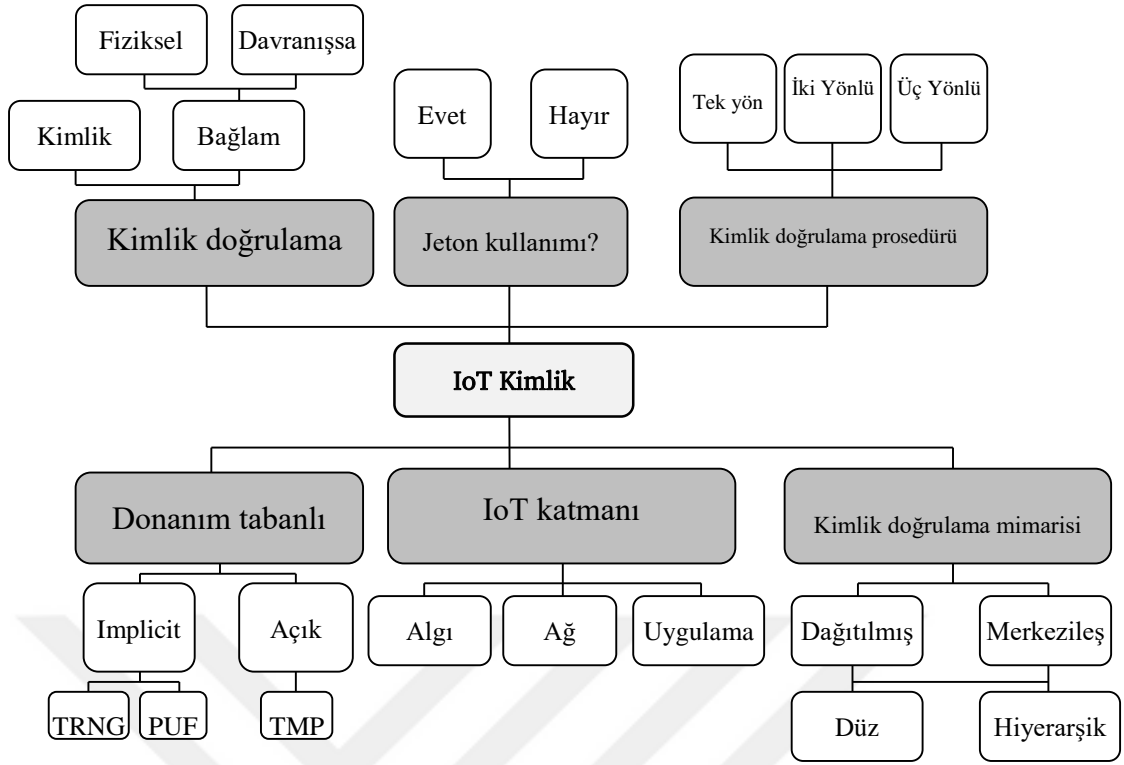 Fiziksel
Davranışsa
Kimlik
Bağlam
Evet
Hayır
Tek yön
İki Yönlü
Üç Yönlü
Kimlik doğrulama
Jeton kullanımı?
Kimlik doğrulama prosedürü
IoT Kimlik
Donanım tabanlı
IoT katmanı
Kimlik doğrulama mimarisi
Implicit
Açık
Algı
Ağ
Uygulama
Dağıtılmış
Merkezileş
TRNG
PUF
TMP
Düz
Hiyerarşik